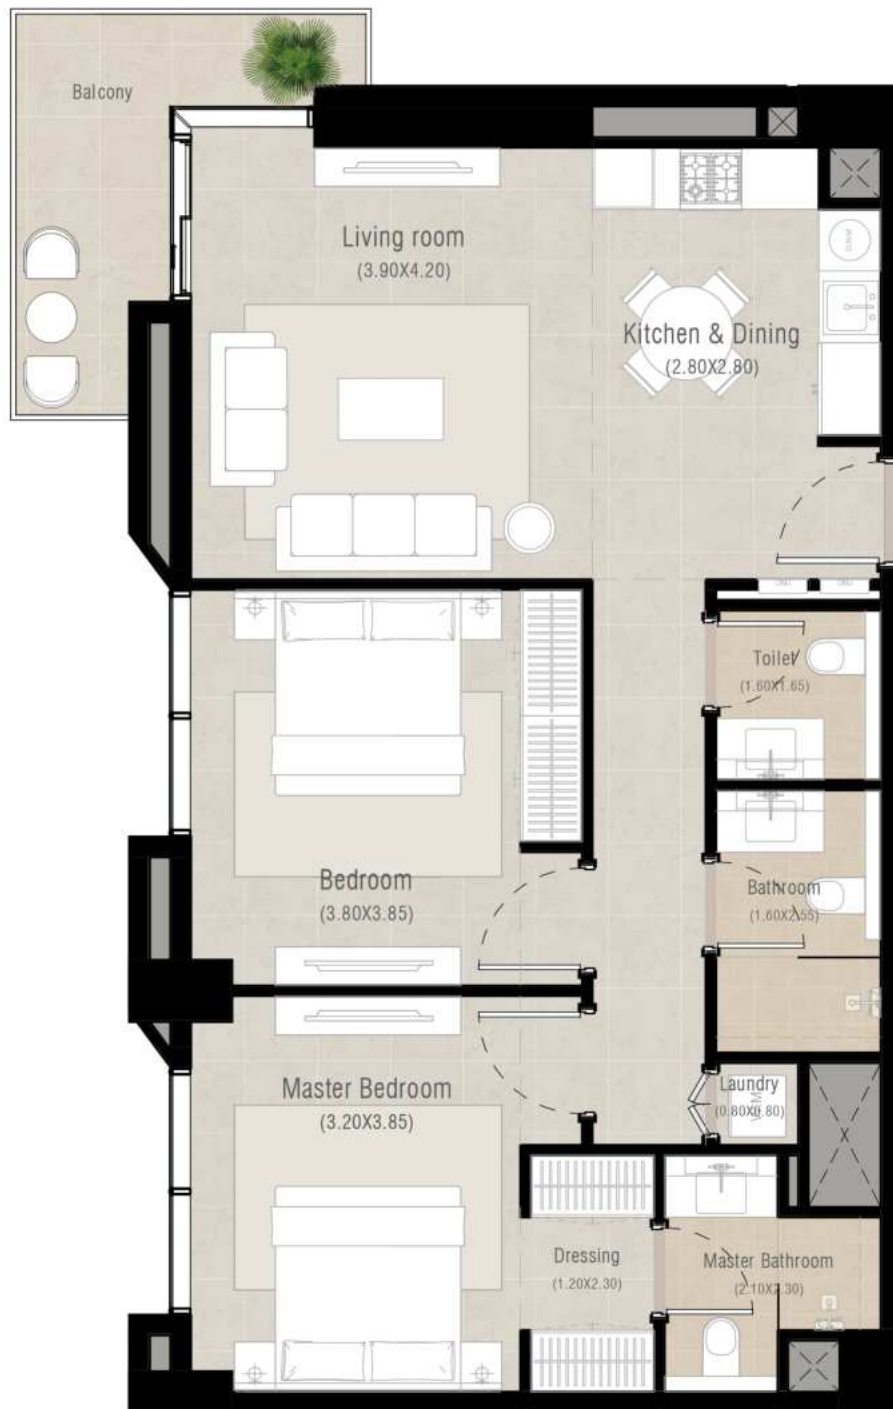 Balcony
Living room
(3.90X4.20)
Kitchen & Dining
(2.80X2.80)
Toilet
(1.60X1.65)
Bedroom
(3.80X3.85)
Bathroom
(1.60X2.55)
Master Bedroom
(3.20X3.85)
Laundry
(0.80X0.80)
Dressing
(1.20X2.30)
Master Bathroom
(2.10X2.30)
X